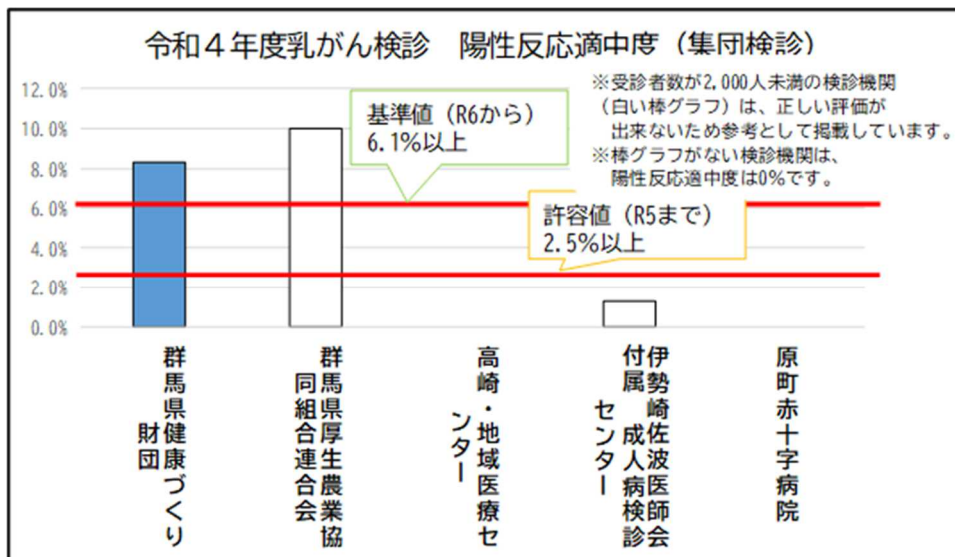 令和４年度乳がん検診　陽性反応適中度（集団検診）
※受診者数が2,000人未満の検診機関
（白い棒グラフ）は、正しい評価が
出来ないため参考として掲載しています。
※棒グラフがない検診機関は、
陽性反応適中度は0%です。
12.0%
10.0%
8.0%
6.0%
4.0%
2.0%
0.0%
基準値（R6から）
6.1%以上
許容値（R5まで）
2.5%以上
群馬県健康づくり
財団
群馬県厚生農業協
同組合連合会
高崎・地域医療セ
ンター
伊勢崎佐波医師会
付属　成人病検診
センター
原町赤十字病院